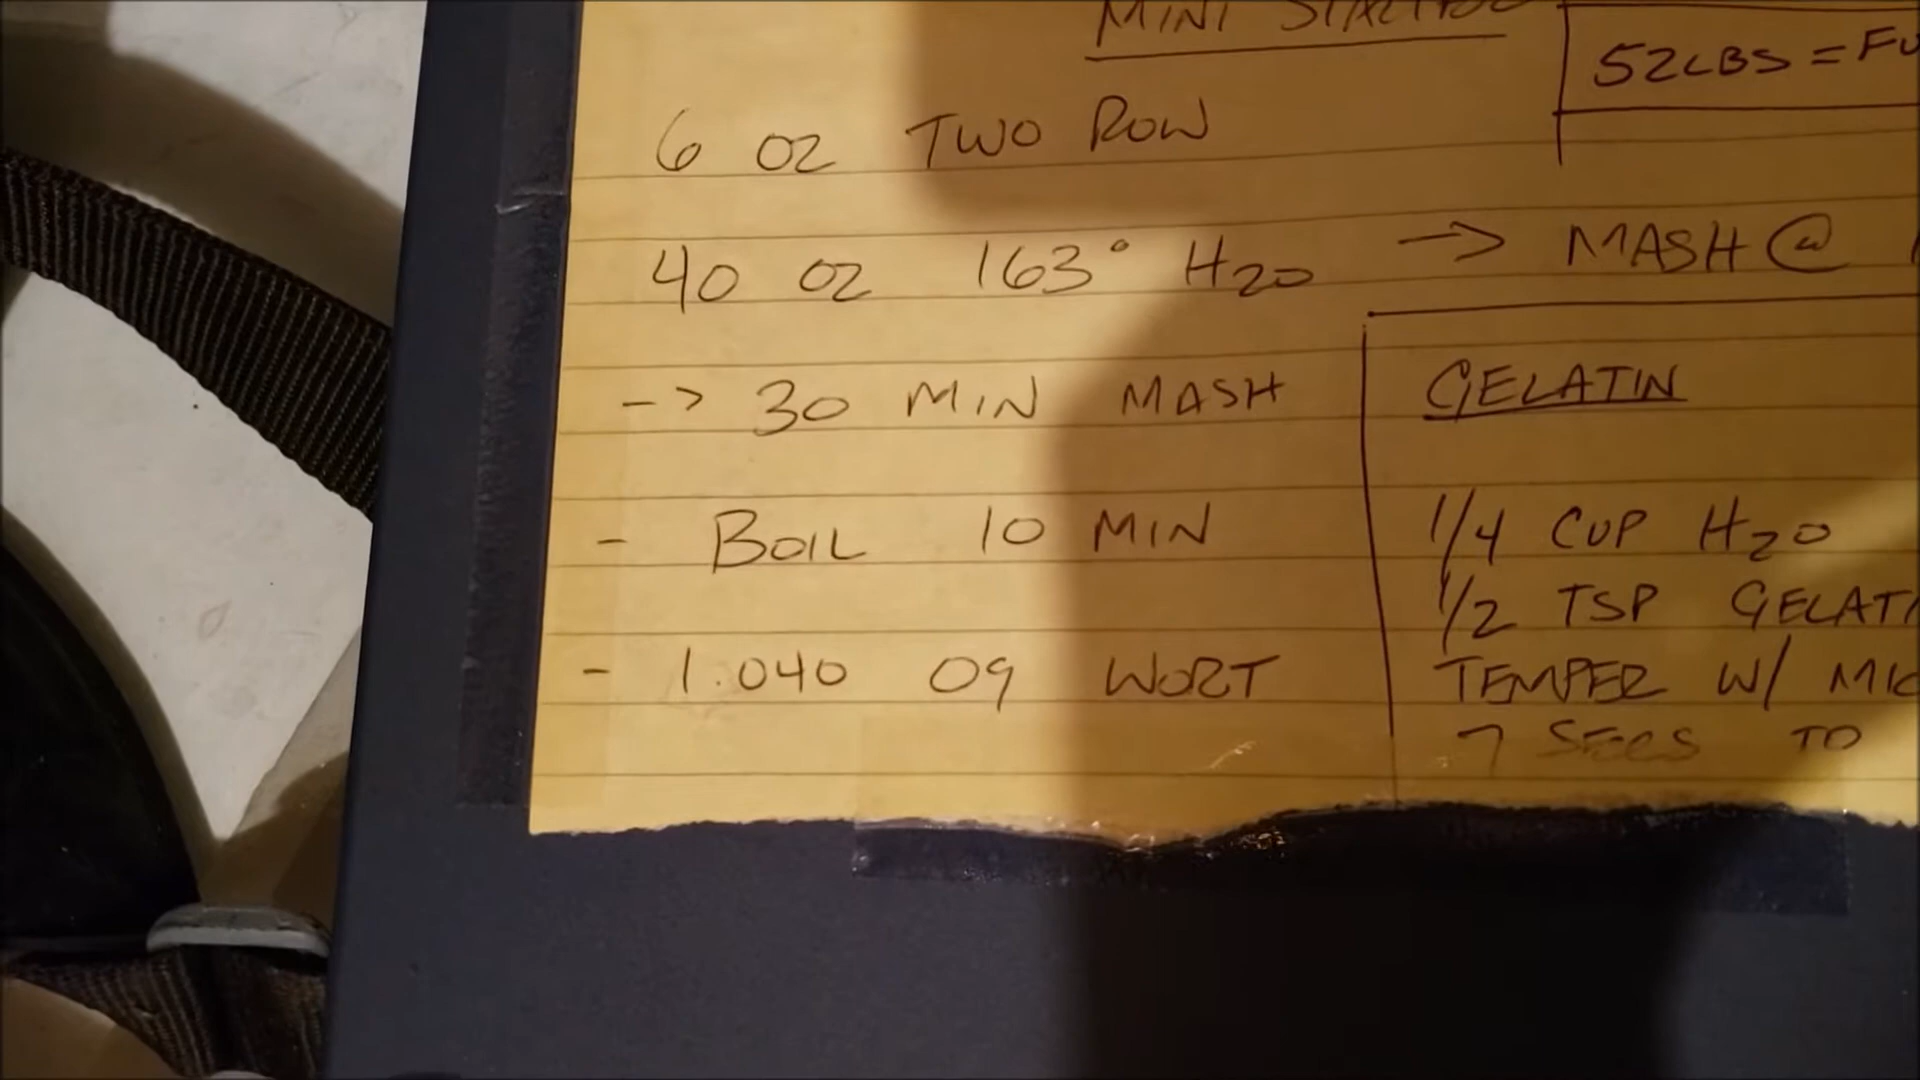 MINI STARTER
52LBS = FU
6 OZ TWO ROW
40 OZ 163° H2O → MASH @
-> 30 MIN MASH
- BOIL 10 MIN
- 1.040 OG WORT
GELATIN
1/4 CUP H2O
1/2 TSP GELATI
TEMPER W/ MIC
7 SECS TO